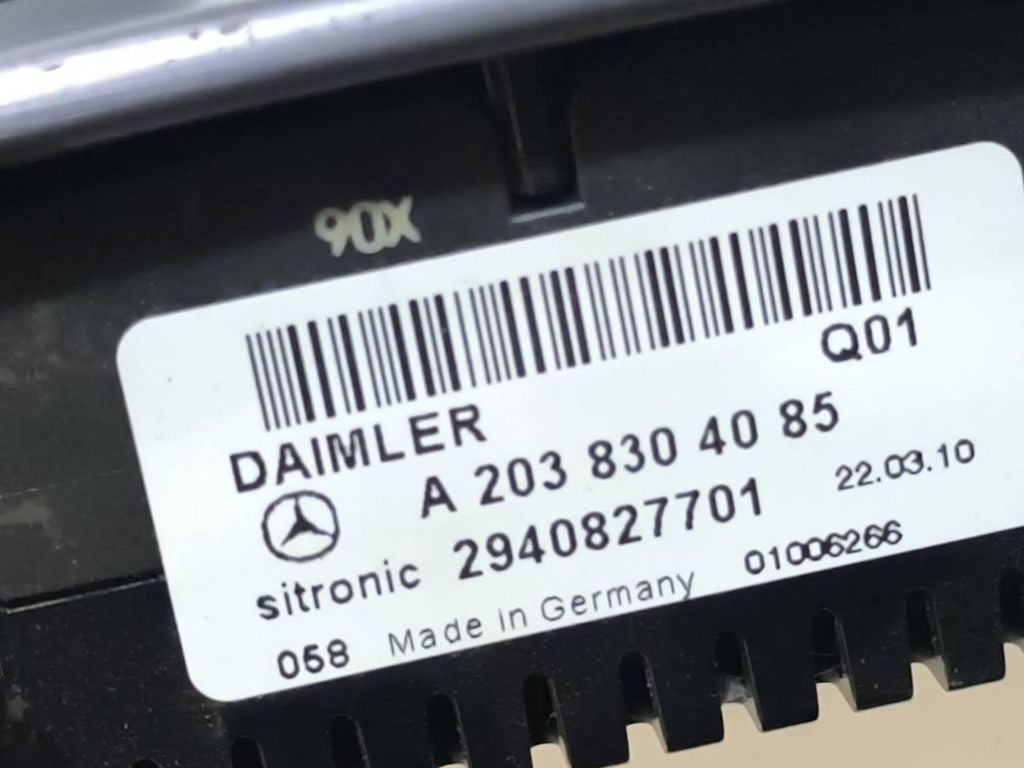 90X
Q01
DAIMLER
A 203 830 40 85
22.03.10
sitronic 2940827701
01006266
058 Made in Germany